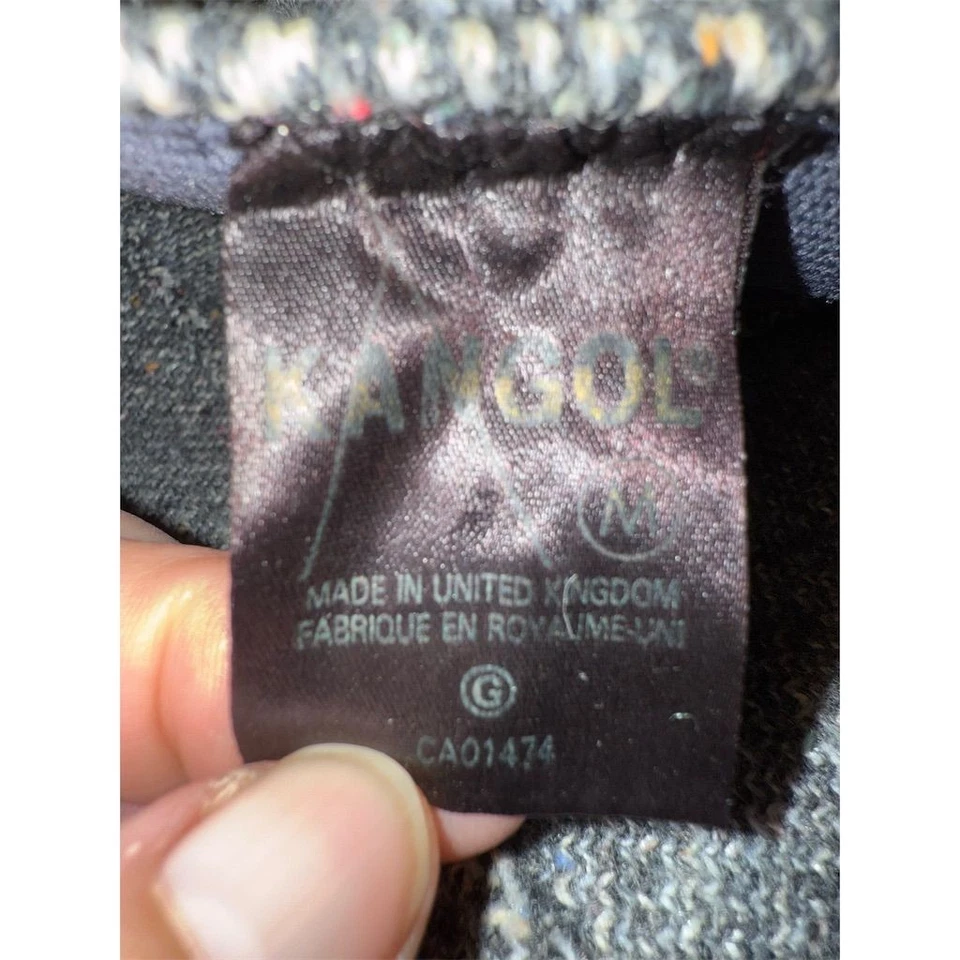 KANGOL®
M
MADE IN UNITED KINGDOM
FABRIQUE EN ROYAUME-UNI
G
CA01474